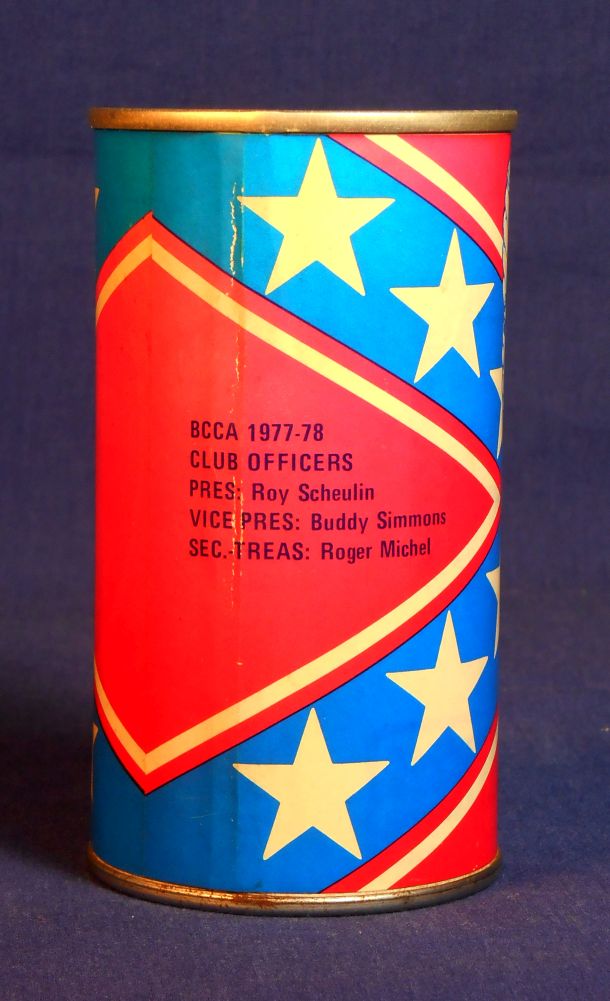 BCCA 1977-78
CLUB OFFICERS
PRES: Roy Scheulin
VICE PRES: Buddy Simmons
SEC.-TREAS: Roger Michel